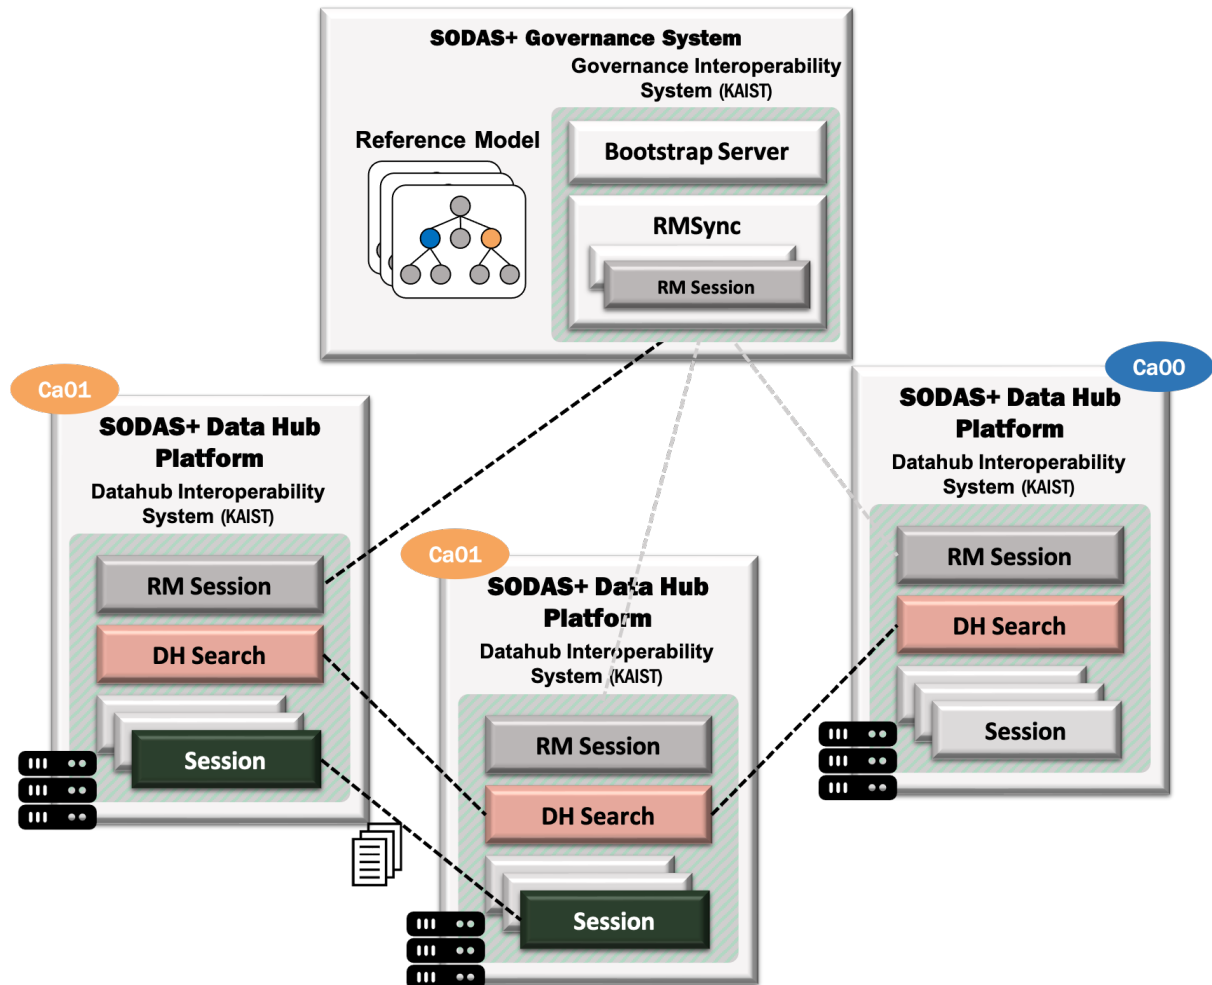 SODAS+ Governance System
Governance Interoperability
System (KAIST)
Reference Model
Bootstrap Server
RMSync
RM Session
Ca01
SODAS+ Data Hub
Platform
Datahub Interoperability
System (KAIST)
RM Session
DH Search
Session
Ca01
SODAS+ Data Hub
Platform
Datahub Interoperability
System (KAIST)
RM Session
DH Search
Session
Ca00
SODAS+ Data Hub
Platform
Datahub Interoperability
System (KAIST)
RM Session
DH Search
Session